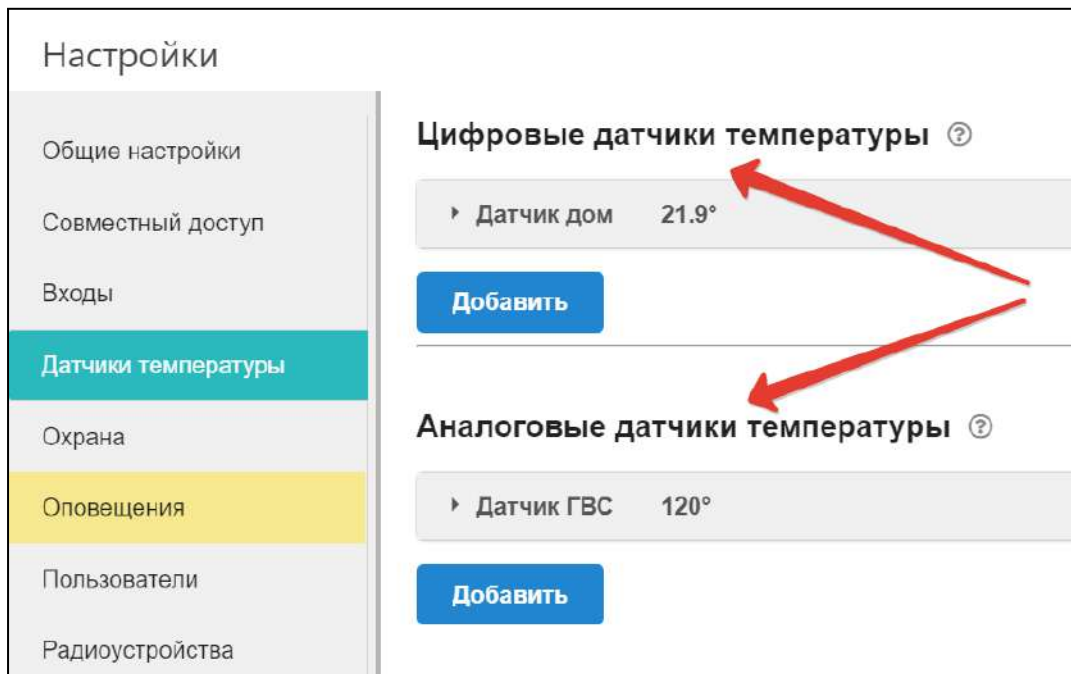 Настройки
Общие настройки
Совместный доступ
Входы
Датчики температуры
Охрана
Оповещения
Пользователи
Радиоустройства
Цифровые датчики температуры ?
Датчик дом 21.9°
Добавить
Аналоговые датчики температуры ?
Датчик ГВС 120°
Добавить